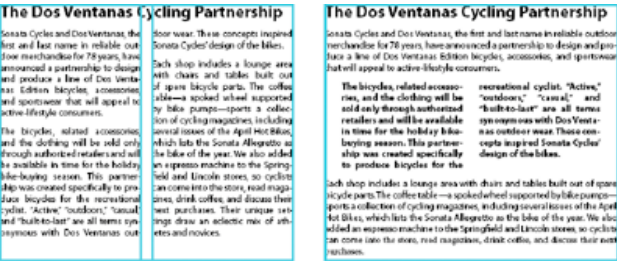 The Dos Ventanas Cycling Partnership
Sonata Cycles and Dos Ventanas, the
first and last name in reliable out-
door merchandise for 78 years, have
announced a partnership to design
and produce a line of Dos Venta-
nas Edition bicycles, accessories,
and sportswear that will appeal to
active-lifestyle consumers.
The bicycles, related accessories,
and the clothing will be sold only
through authorized retailers and will
be available in time for the holiday
bike-buying season. This partner-
ship was created specifically to pro-
duce bicycles for the recreational
cyclist. "Active," "outdoors," "casual,"
and "built-to-last" are all terms syn-
onymous with Dos Ventanas out-
door wear. These concepts inspired
Sonata Cycles' design of the bikes.
Each shop includes a lounge area
with chairs and tables built out
of spare bicycle parts. The coffee
table—a spoked wheel supported
by bike pumps—sports a collec-
tion of cycling magazines, including
several issues of the April Hot Bikes,
which lists the Sonata Allegretto as
the bike of the year. We also added
an espresso machine to the Spring-
field and Lincoln stores, so cyclists
can come into the store, read maga-
zines, drink coffee, and discuss their
next purchases. Their unique set-
tings draw an eclectic mix of ath-
letes and novices.
The Dos Ventanas Cycling Partnership
Sonata Cycles and Dos Ventanas, the first and last name in reliable outdoor
merchandise for 78 years, have announced a partnership to design and pro-
duce a line of Dos Ventanas Edition bicycles, accessories, and sportswear
that will appeal to active-lifestyle consumers.
The bicycles, related accesso-
ries, and the clothing will be
sold only through authorized
retailers and will be available
in time for the holiday bike-
buying season. This partner-
ship was created specifically
to produce bicycles for the
recreational cyclist. "Active,"
"outdoors," "casual," and
"built-to-last" are all terms
synonymous with Dos Venta-
nas outdoor wear. These con-
cepts inspired Sonata Cycles'
design of the bikes.
Each shop includes a lounge area with chairs and tables built out of spare
bicycle parts. The coffee table—a spoked wheel supported by bike pumps—
sports a collection of cycling magazines, including several issues of the April
Hot Bikes, which lists the Sonata Allegretto as the bike of the year. We also
added an espresso machine to the Springfield and Lincoln stores, so cyclists
can come into the store, read magazines, drink coffee, and discuss their next
purchases.